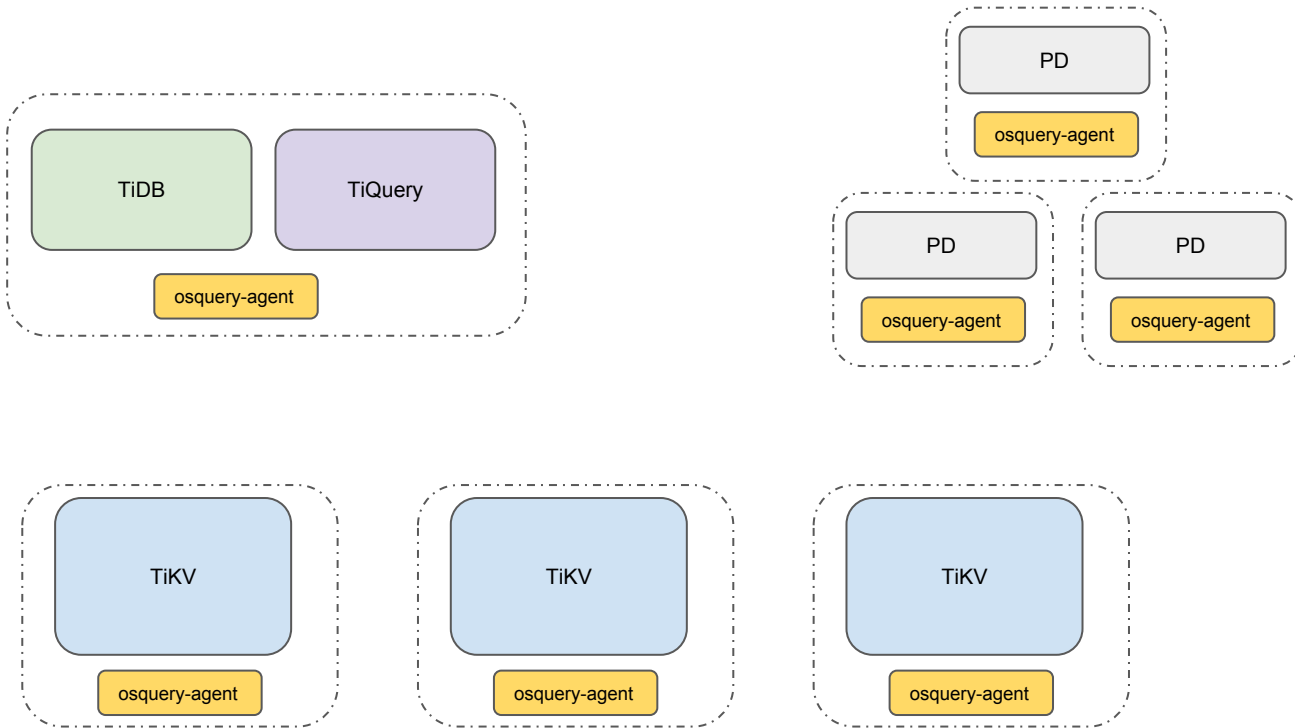 PD
osquery-agent
TiDB
TiQuery
osquery-agent
PD
PD
osquery-agent
osquery-agent
TiKV
TiKV
TiKV
osquery-agent
osquery-agent
osquery-agent